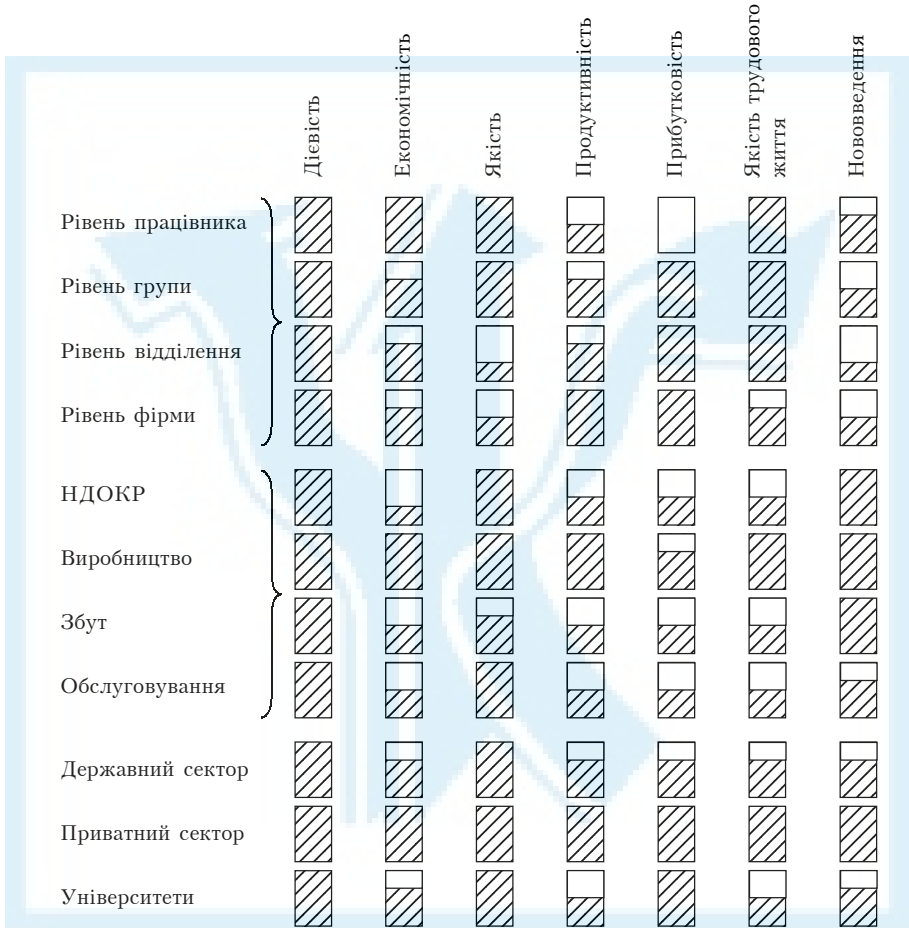 Дієвість
Економічність
Якість
Продуктивність
Прибутковість
Якість трудового
життя
Нововведення
Рівень працівника
Рівень групи
Рівень відділення
Рівень фірми
НДОКР
Виробництво
Збут
Обслуговування
Державний сектор
Приватний сектор
Університети